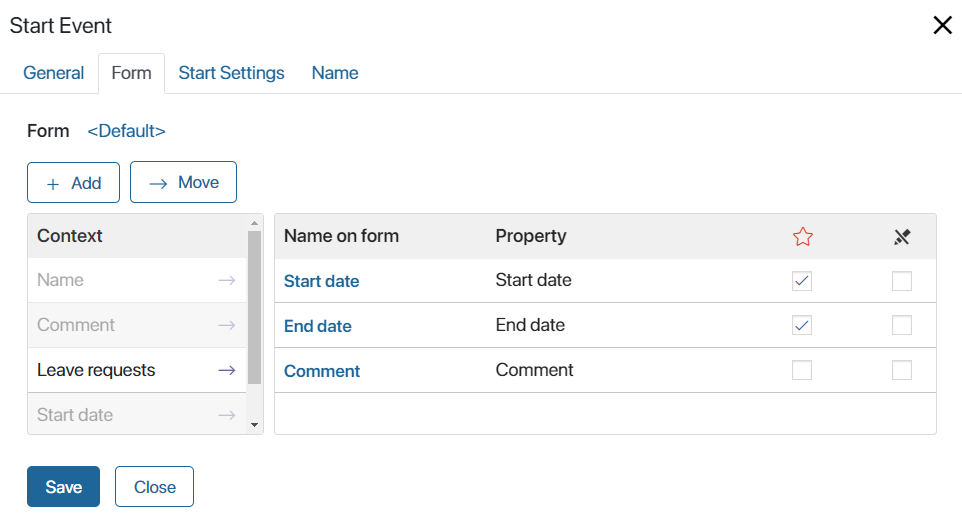 Start Event
General Form Start Settings Name
Form <Default>
+ Add → Move
Context Name on form Property
Name →
Start date Start date
Comment →
End date End date
Leave requests →
Comment Comment
Start date →
Save Close